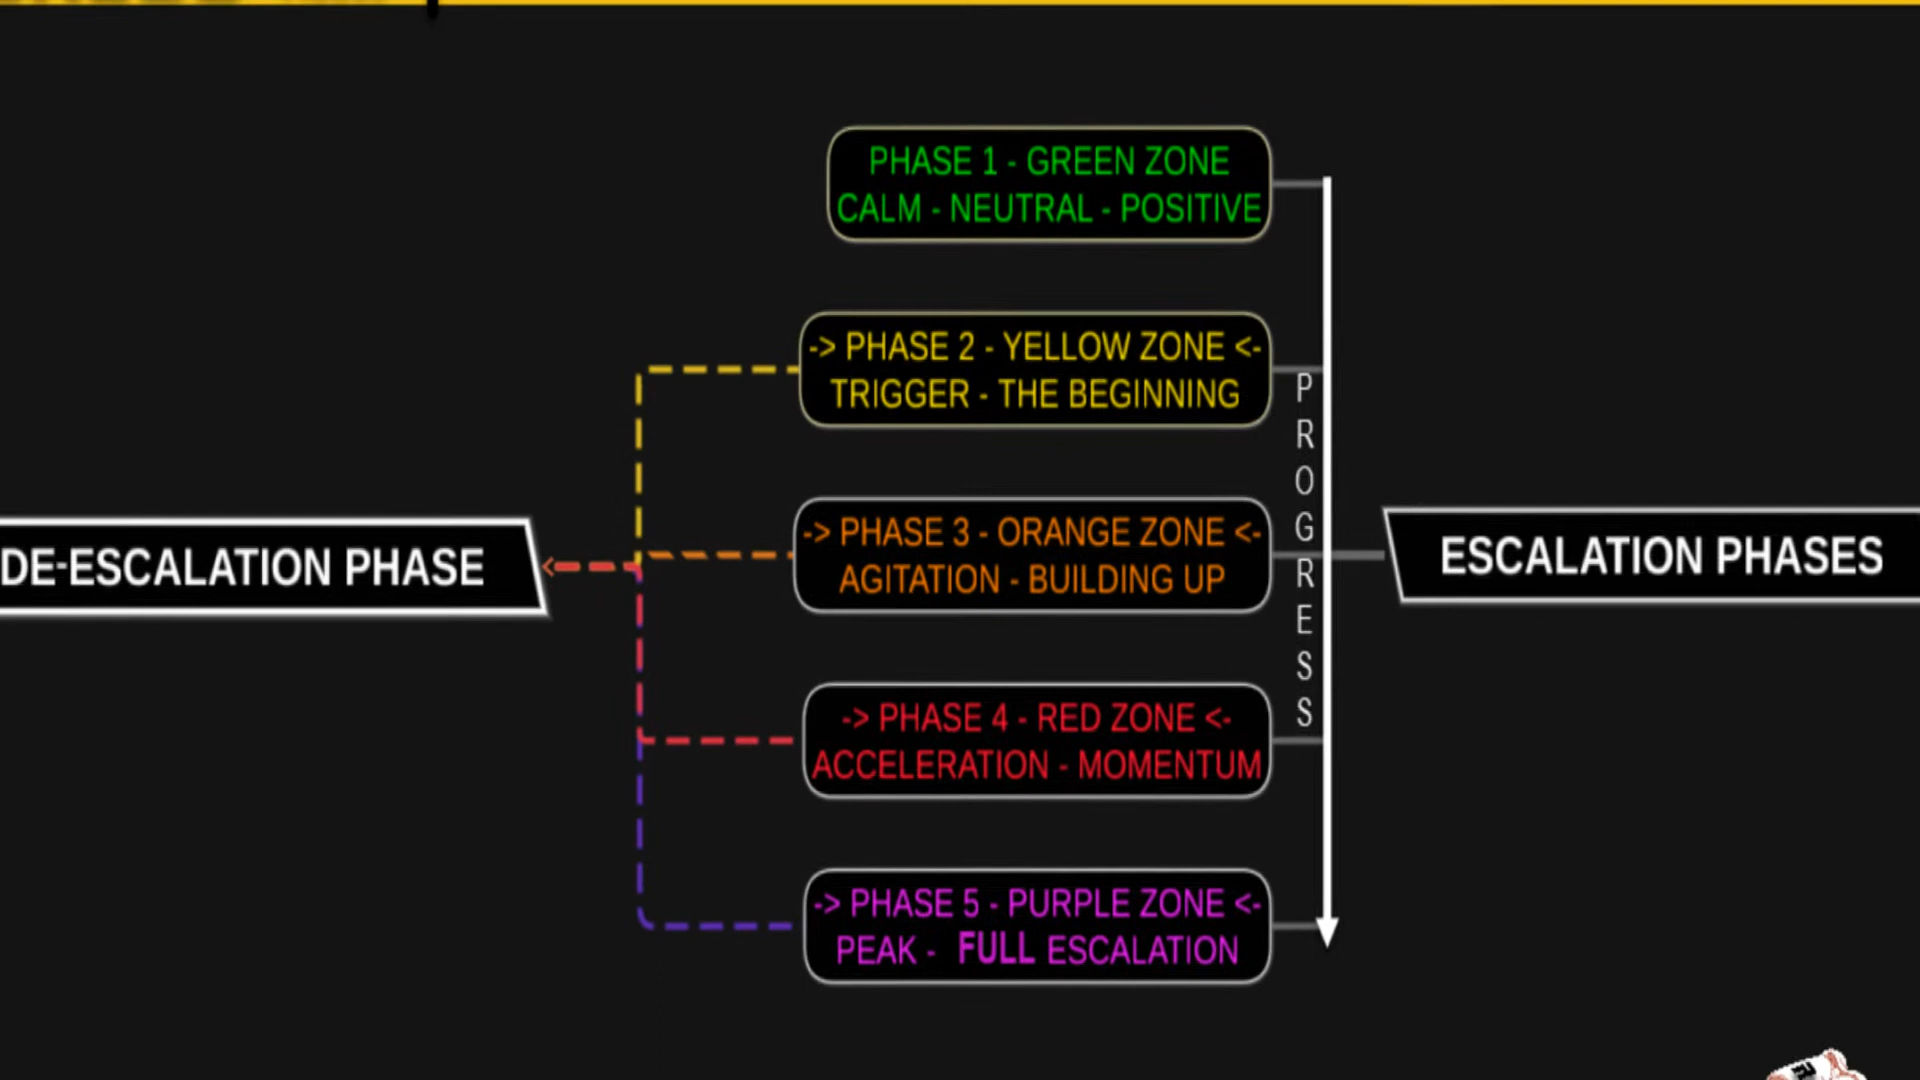 PHASE 1 - GREEN ZONE
CALM - NEUTRAL - POSITIVE
-> PHASE 2 - YELLOW ZONE <-
TRIGGER - THE BEGINNING
-> PHASE 3 - ORANGE ZONE <-
AGITATION - BUILDING UP
-> PHASE 4 - RED ZONE <-
ACCELERATION - MOMENTUM
-> PHASE 5 - PURPLE ZONE <-
PEAK - FULL ESCALATION
PROGRESS
DE-ESCALATION PHASE
ESCALATION PHASES